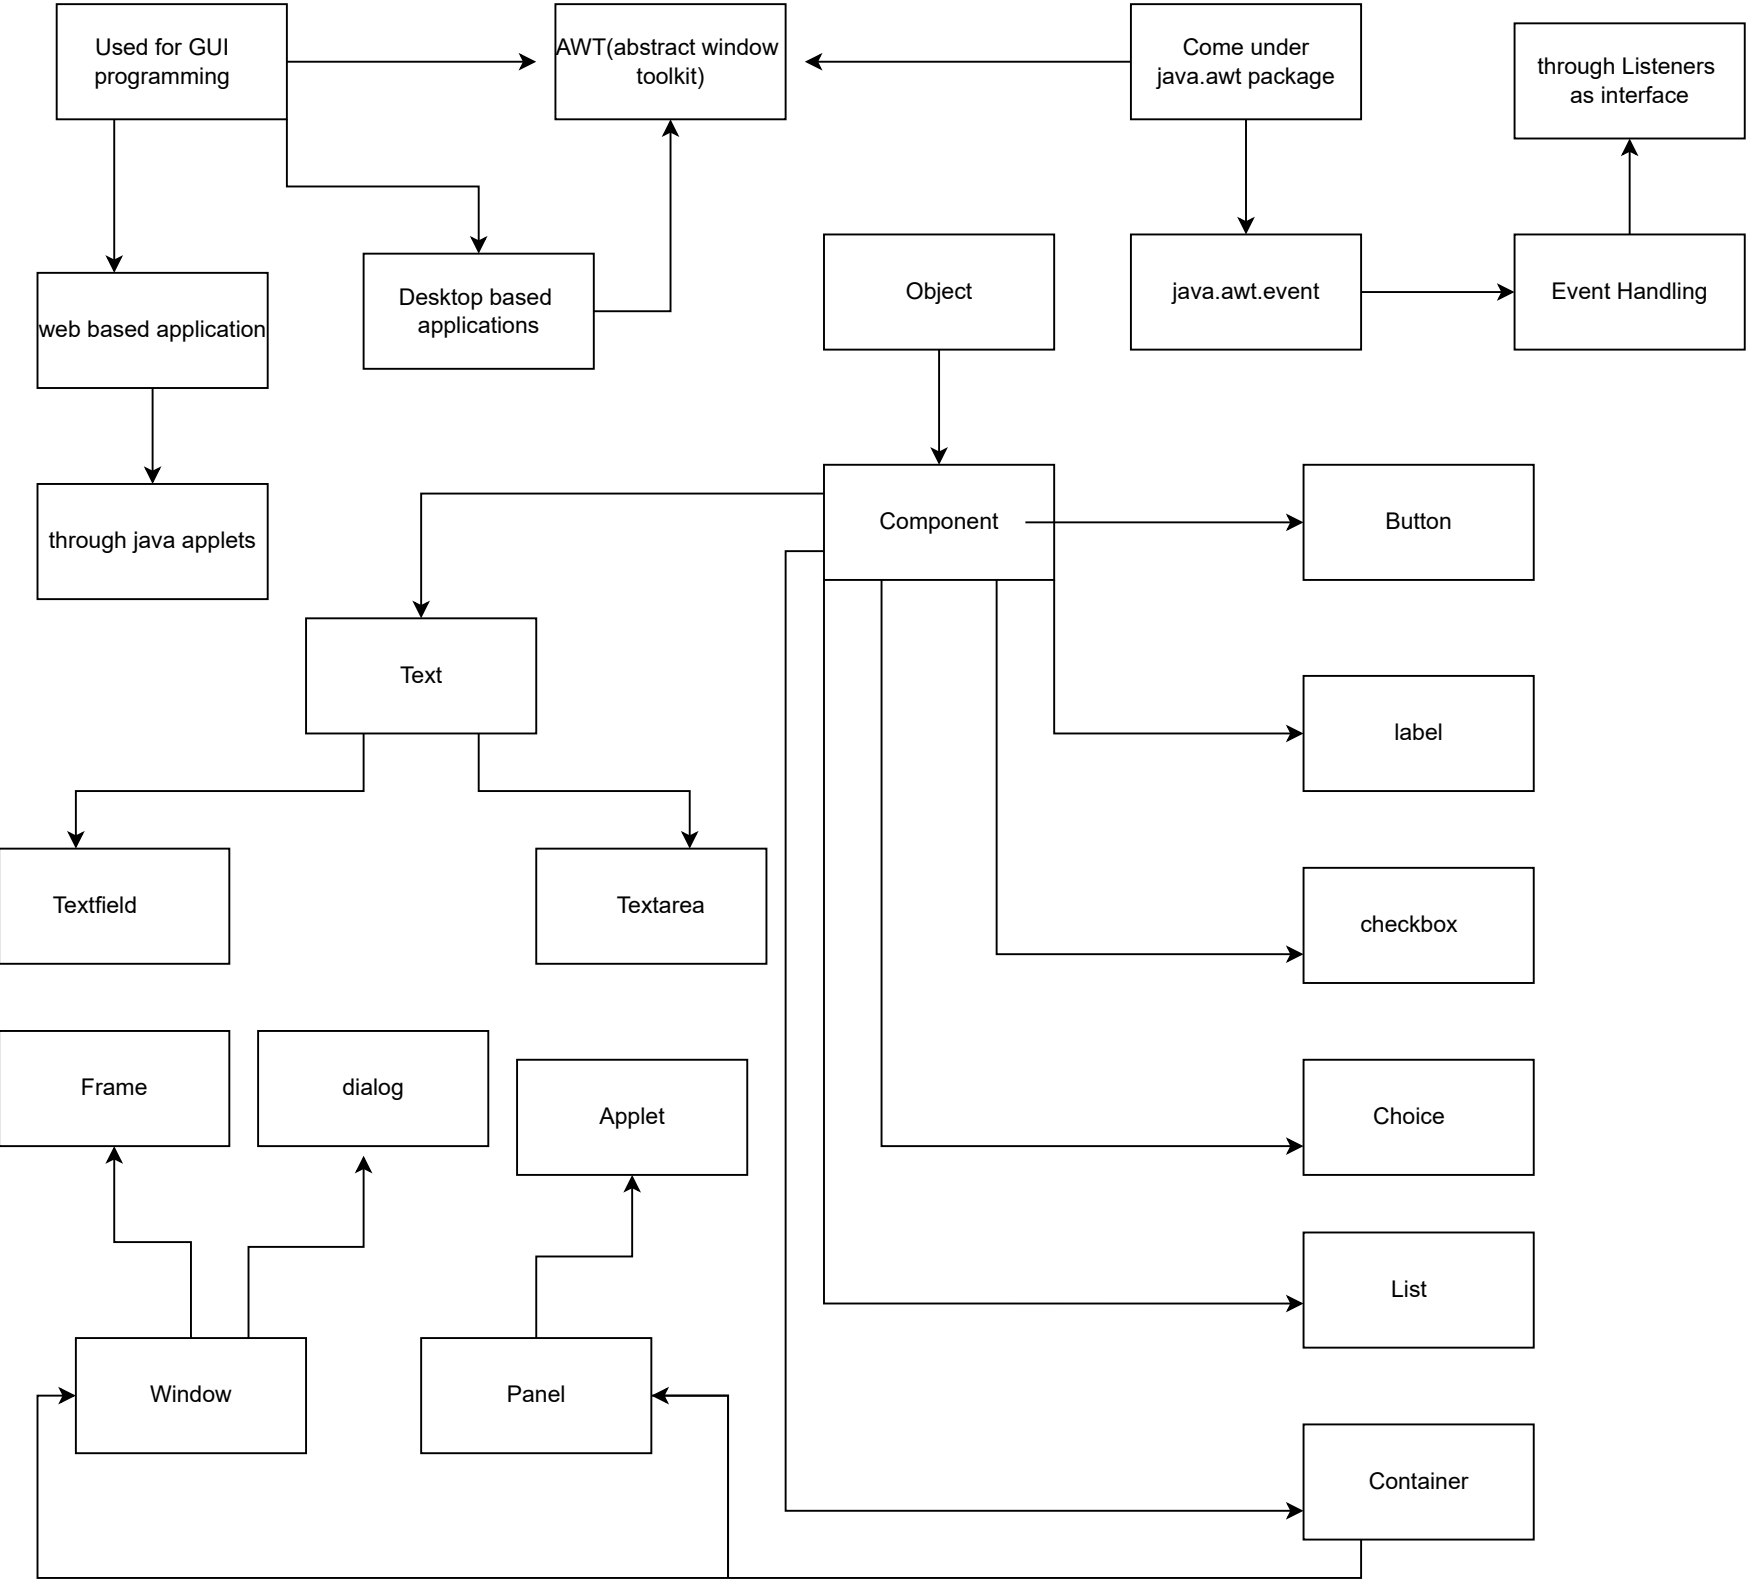 Used for GUI
programming
AWT(abstract window
toolkit)
Come under
java.awt package
through Listeners
as interface
web based application
Desktop based
applications
Object
java.awt.event
Event Handling
through java applets
Component
Button
Text
label
Textfield
Textarea
checkbox
Frame
dialog
Applet
Choice
List
Window
Panel
Container